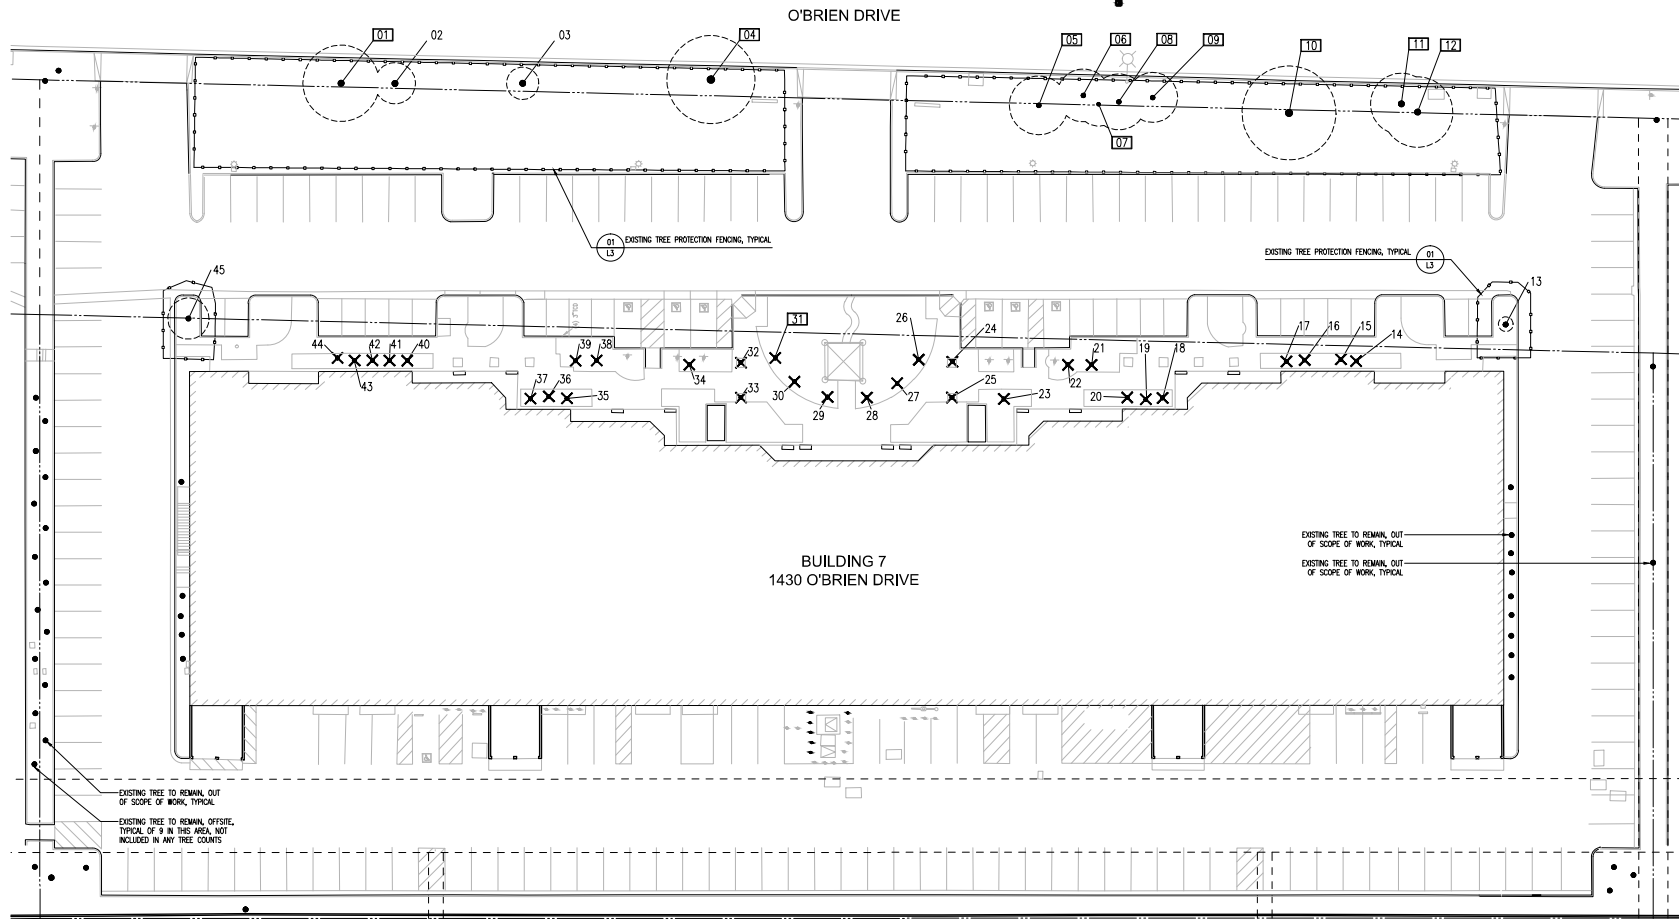 O'BRIEN DRIVE
01
02
03
04
05
06
08
09
10
11
12
07
01
L3
EXISTING TREE PROTECTION FENCING, TYPICAL
EXISTING TREE PROTECTION FENCING, TYPICAL
01
L3
45
13
44
42
41
40
39
38
31
32
26
24
17
16
15
14
43
34
22
21
37
36
35
33
30
29
28
27
25
23
20
19
18
BUILDING 7
1430 O'BRIEN DRIVE
EXISTING TREE TO REMAIN, OUT
OF SCOPE OF WORK, TYPICAL
EXISTING TREE TO REMAIN, OUT
OF SCOPE OF WORK, TYPICAL
EXISTING TREE TO REMAIN, OUT
OF SCOPE OF WORK, TYPICAL
EXISTING TREE TO REMAIN, OFFSITE,
TYPICAL OF 9 IN THIS AREA, NOT
INCLUDED IN ANY TREE COUNTS